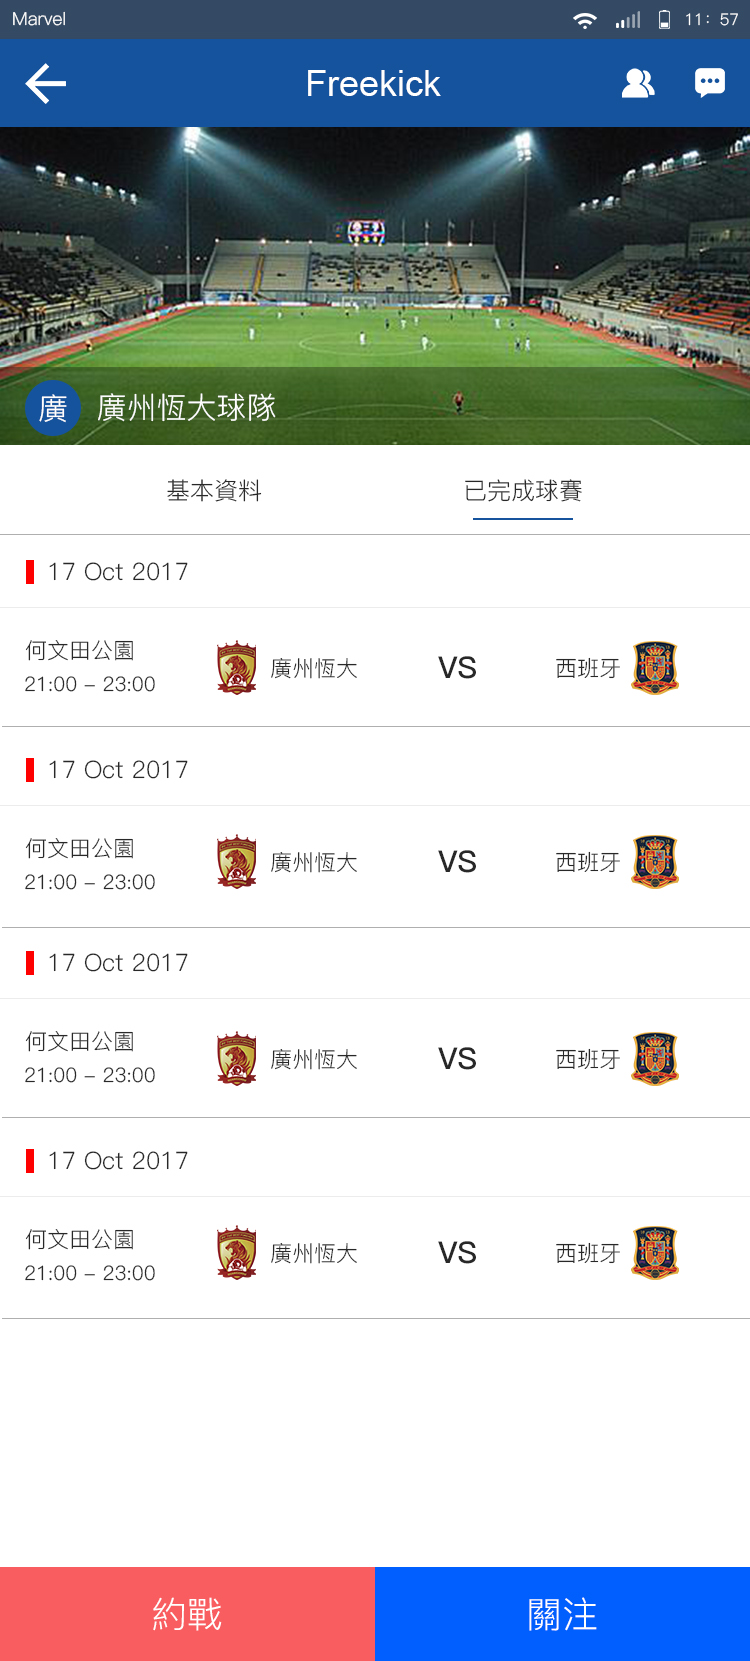 Marvel
11: 57
Freekick
廣 廣州恆大球隊
基本資料 已完成球賽
17 Oct 2017
何文田公園
21:00 – 23:00
廣州恆大 VS 西班牙
17 Oct 2017
何文田公園
21:00 – 23:00
廣州恆大 VS 西班牙
17 Oct 2017
何文田公園
21:00 – 23:00
廣州恆大 VS 西班牙
17 Oct 2017
何文田公園
21:00 – 23:00
廣州恆大 VS 西班牙
約戰 關注